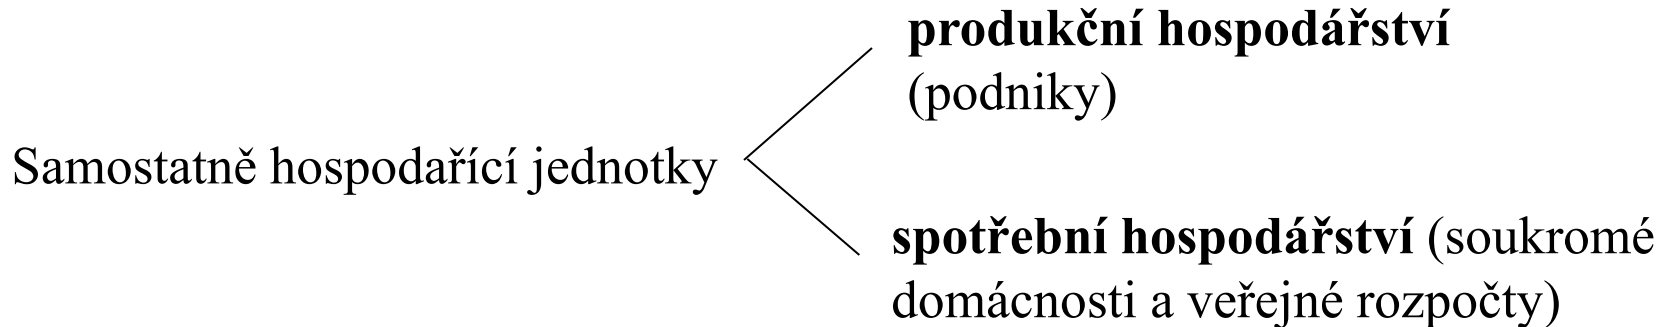 produkční hospodářství
(podniky)
Samostatně hospodařící jednotky
spotřební hospodářství (soukromé
domácnosti a veřejné rozpočty)